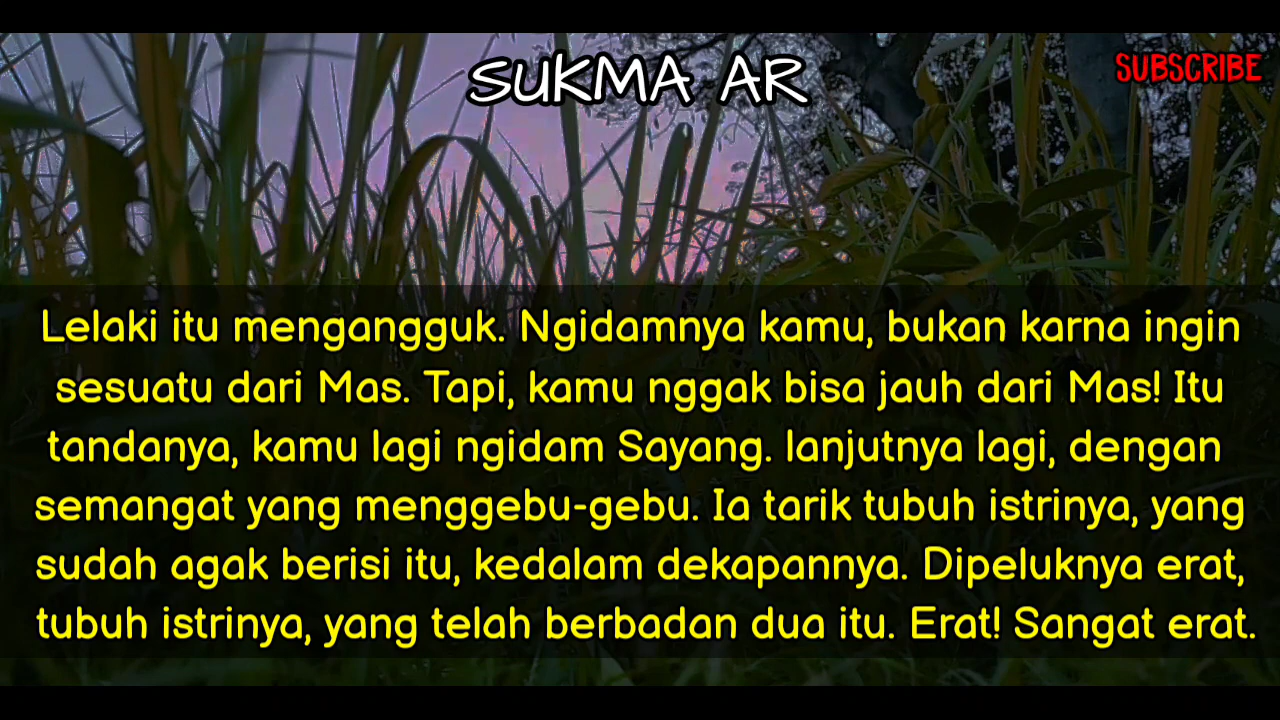 SUKMA AR
SUBSCRIBE
Lelaki itu mengangguk. Ngidamnya kamu, bukan karna ingin
sesuatu dari Mas. Tapi, kamu nggak bisa jauh dari Mas! Itu
tandanya, kamu lagi ngidam Sayang. lanjutnya lagi, dengan
semangat yang menggebu-gebu. Ia tarik tubuh istrinya, yang
sudah agak berisi itu, kedalam dekapannya. Dipeluknya erat,
tubuh istrinya, yang telah berbadan dua itu. Erat! Sangat erat.